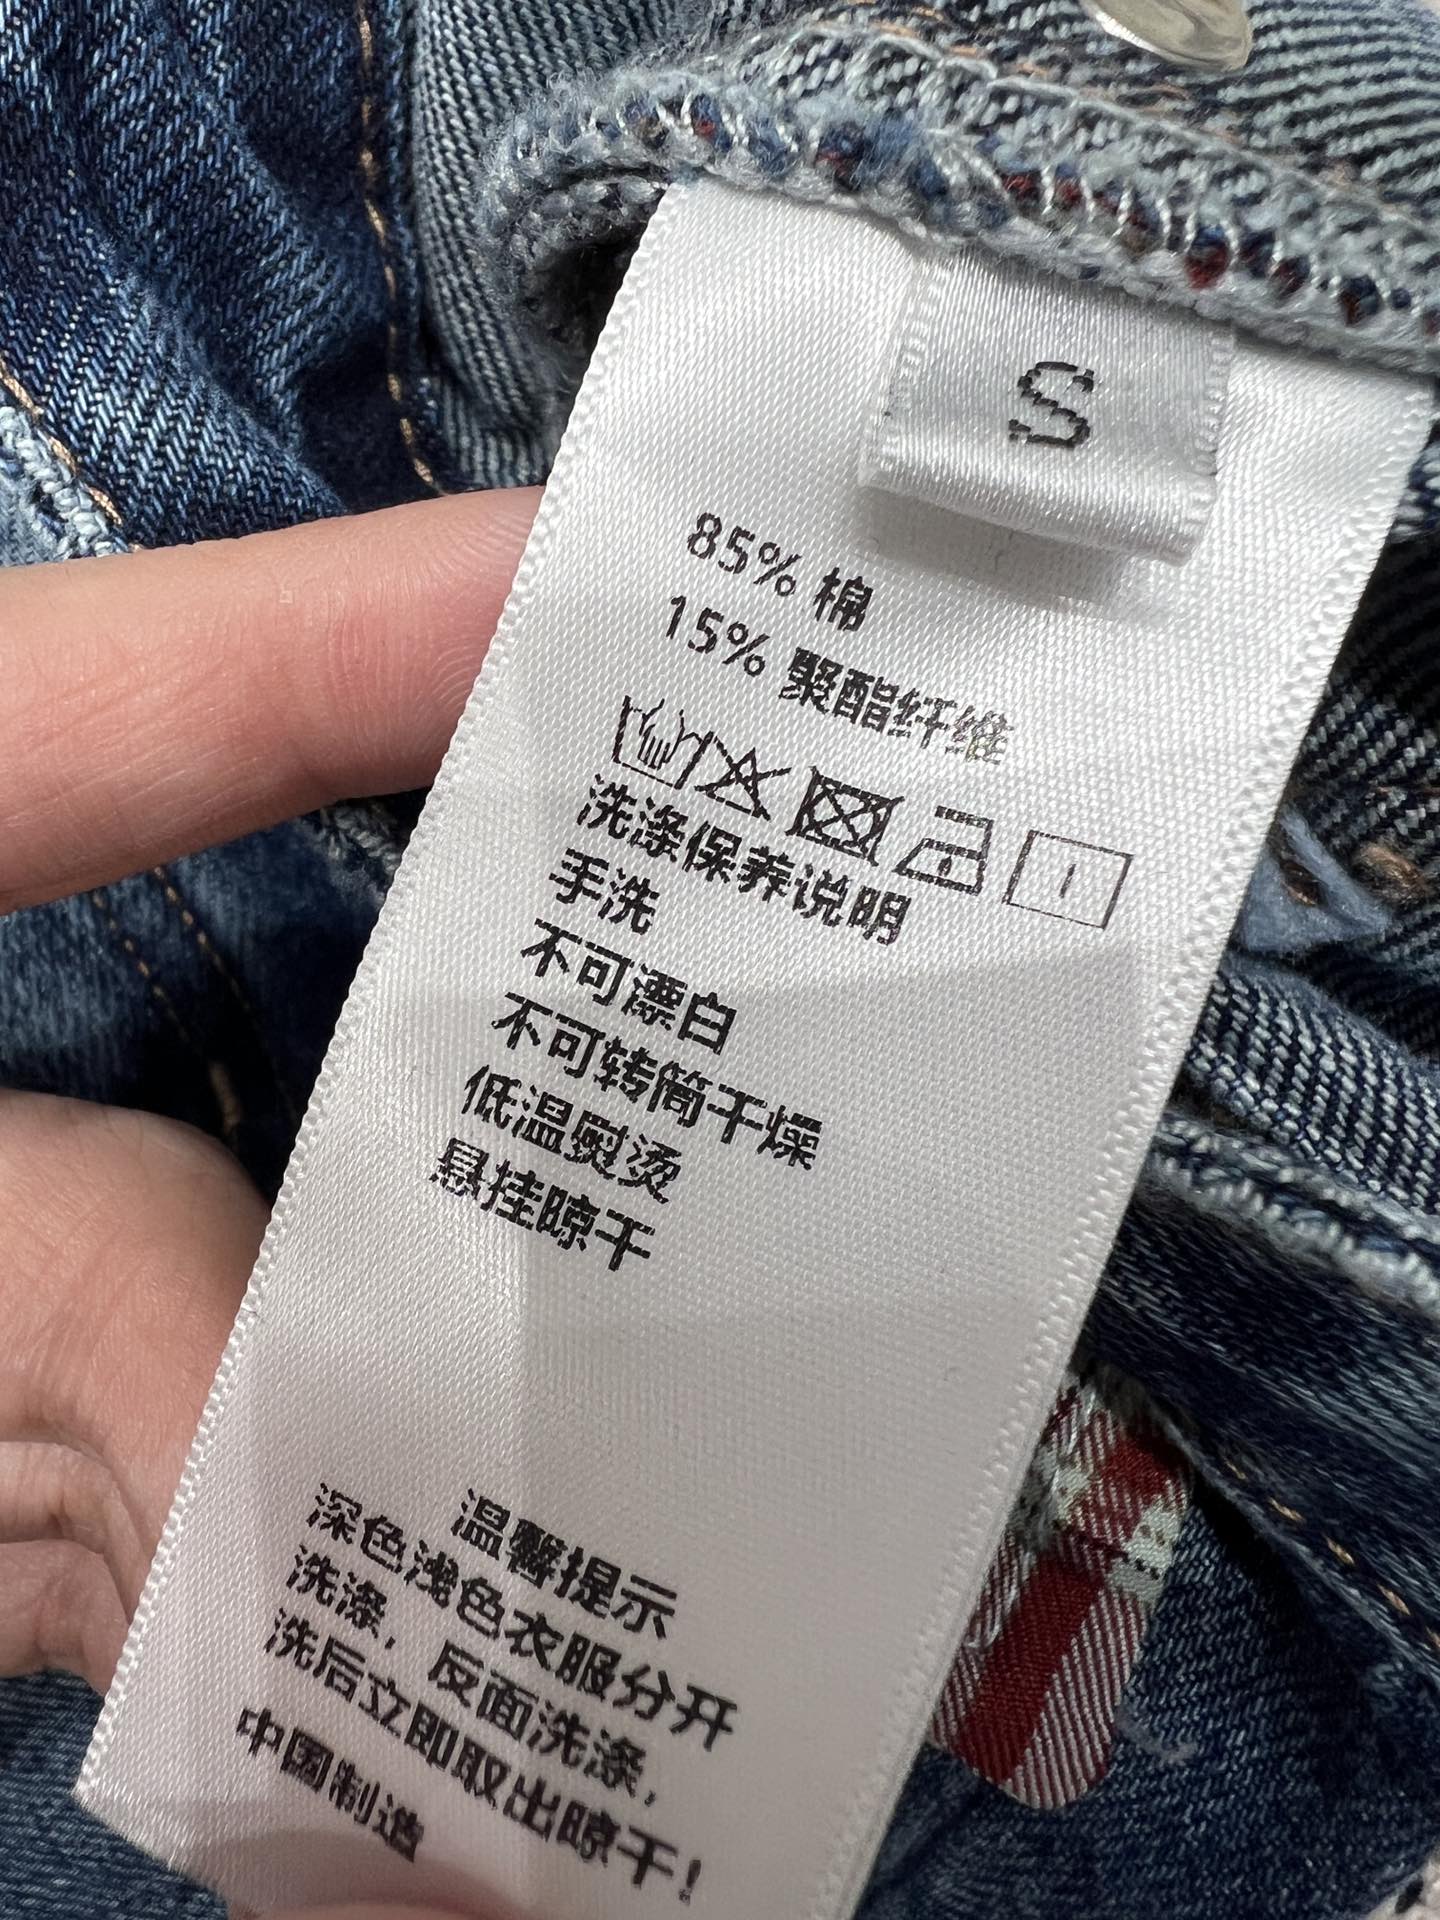 S
85% 棉
15% 聚酯纤维
洗涤保养说明
手洗
不可漂白
不可转筒干燥
低温熨烫
悬挂晾干
温馨提示
深色浅色衣服分开
洗涤，反面洗涤，
洗后立即取出晾干！
中国制造